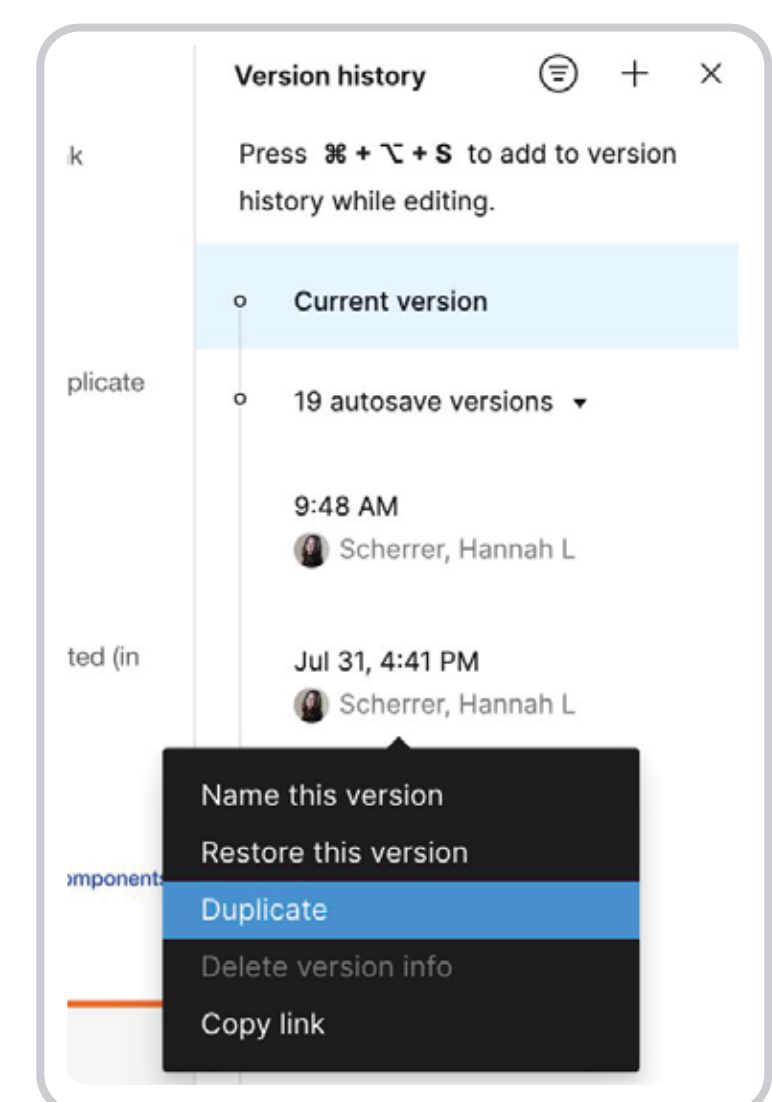 Version history
Press ⌘ + ⌥ + S to add to version
history while editing.
Current version
19 autosave versions
9:48 AM
Scherrer, Hannah L
Jul 31, 4:41 PM
Scherrer, Hannah L
Name this version
Restore this version
Duplicate
Delete version info
Copy link
k
plicate
ted (in
omponents